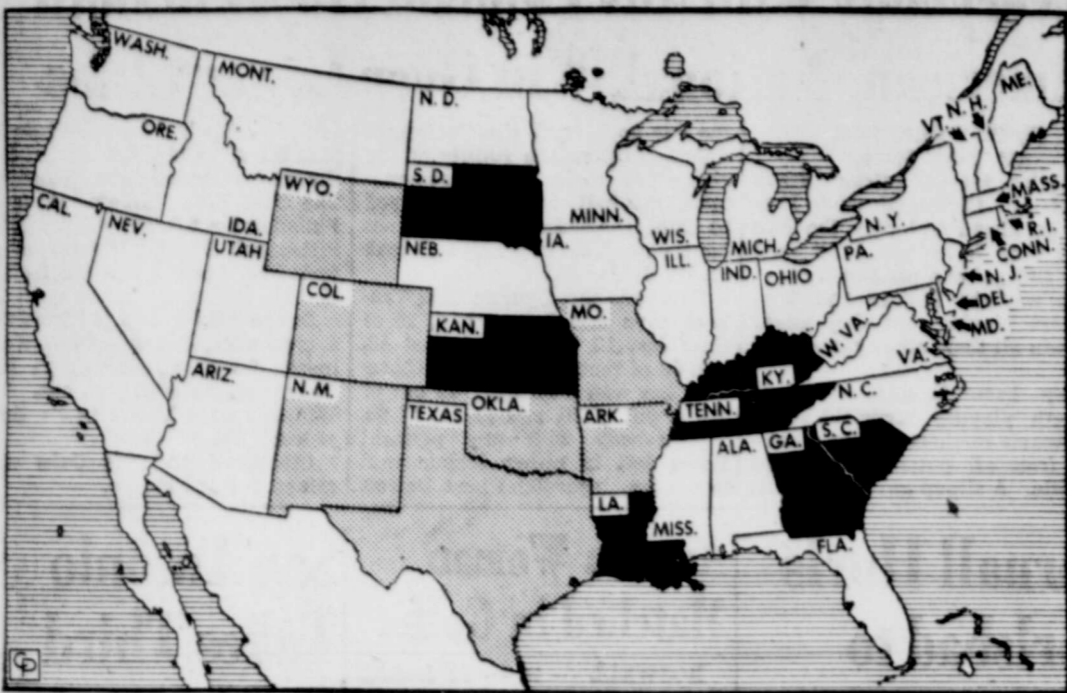 WASH.
MONT.
N. D.
ME.
VT.
N. H.
ORE.
S. D.
WYO.
MASS.
CAL.
NEV.
IDA.
MINN.
N. Y.
R. I.
UTAH
NEB.
IA.
WIS.
MICH.
PA.
CONN.
ILL.
IND.
OHIO
N. J.
COL.
DEL.
MO.
KAN.
W. VA.
MD.
VA.
ARIZ.
N. M.
KY.
N. C.
TEXAS
OKLA.
ARK.
TENN.
S. C.
ALA.
GA.
LA.
MISS.
FLA.
CP